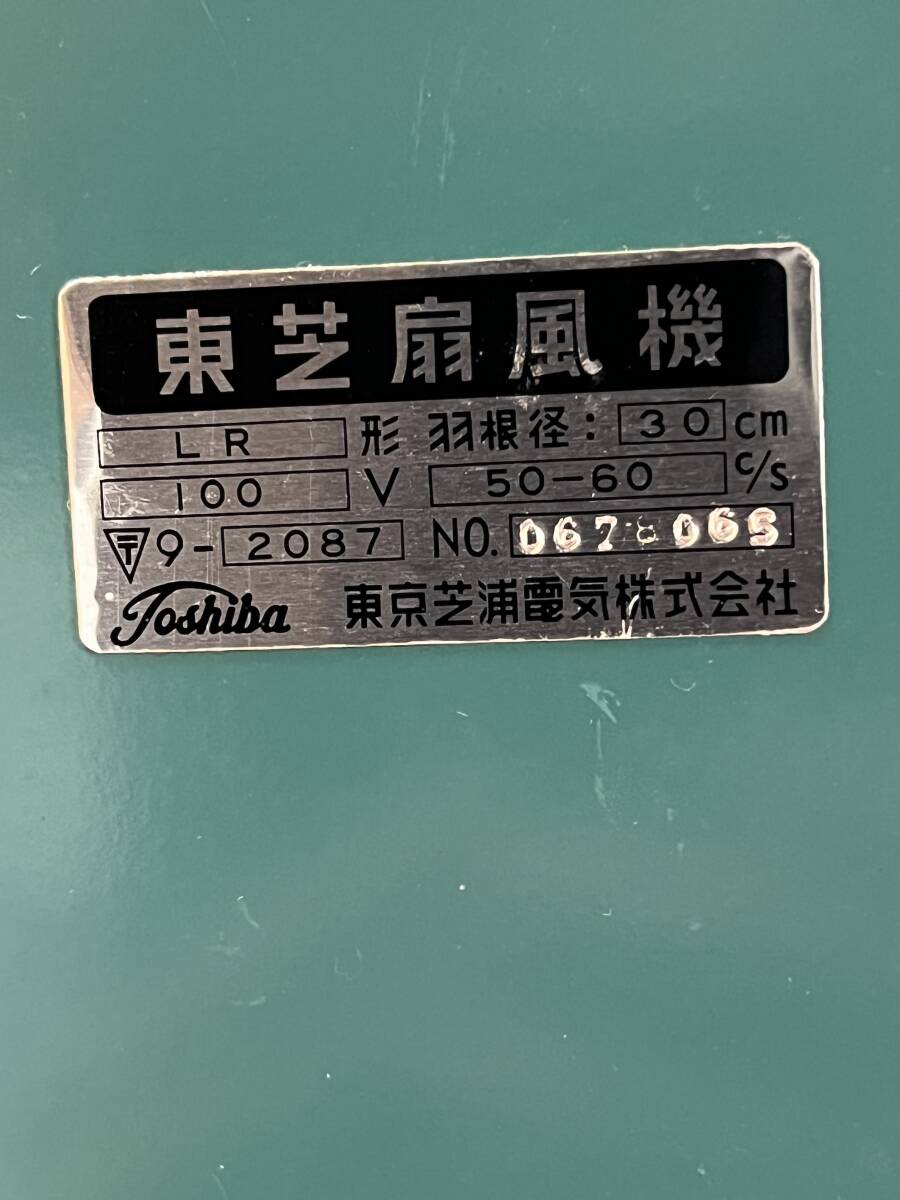 東芝扇風機
LR 形 羽根径: 30 cm
100 V 50-60 c/s
〒 9-2087 NO. 0678065
Toshiba 東京芝浦電気株式会社